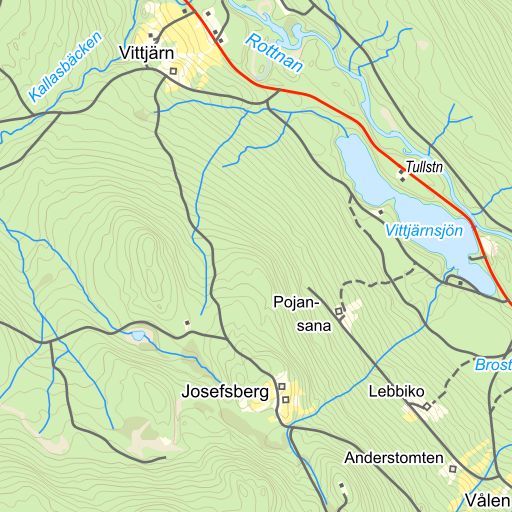 Kallasbäcken
Vittjärn
Rottnan
Tullstn
Vittjärnsjön
Pojan-
sana
Brost
Josefsberg
Lebbiko
Anderstomten
Vålen